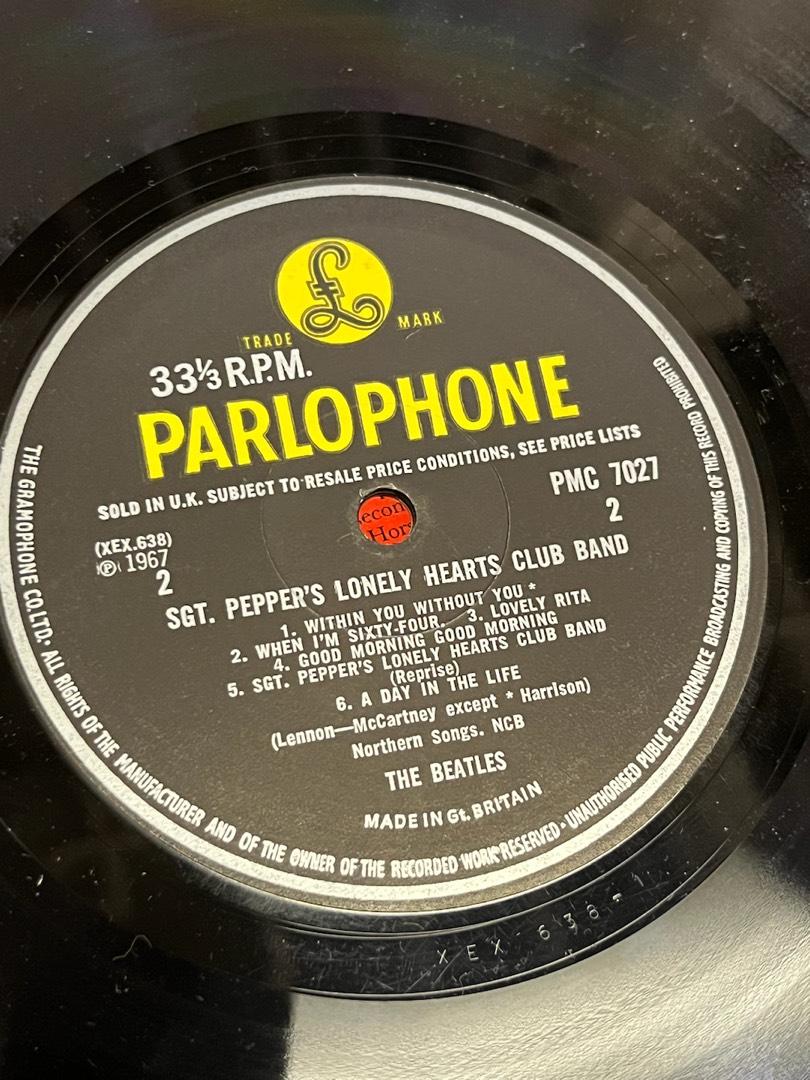 £
TRADE MARK
33⅓ R.P.M.
PARLOPHONE
SOLD IN U.K. SUBJECT TO RESALE PRICE CONDITIONS, SEE PRICE LISTS
(XEX.638)
℗ 1967
2
PMC 7027
2
econ
Hor
SGT. PEPPER'S LONELY HEARTS CLUB BAND
1. WITHIN YOU WITHOUT YOU *
2. WHEN I'M SIXTY-FOUR. 3. LOVELY RITA
4. GOOD MORNING GOOD MORNING
5. SGT. PEPPER'S LONELY HEARTS CLUB BAND
(Reprise)
6. A DAY IN THE LIFE
(Lennon—McCartney except * Harrison)
Northern Songs. NCB
THE BEATLES
MADE IN Gt. BRITAIN
THE GRAMOPHONE CO. LTD· ALL RIGHTS OF THE MANUFACTURER AND OF THE OWNER OF THE RECORDED WORK RESERVED· UNAUTHORISED PUBLIC PERFORMANCE BROADCASTING AND COPYING OF THIS RECORD PROHIBITED
XEX 638-1